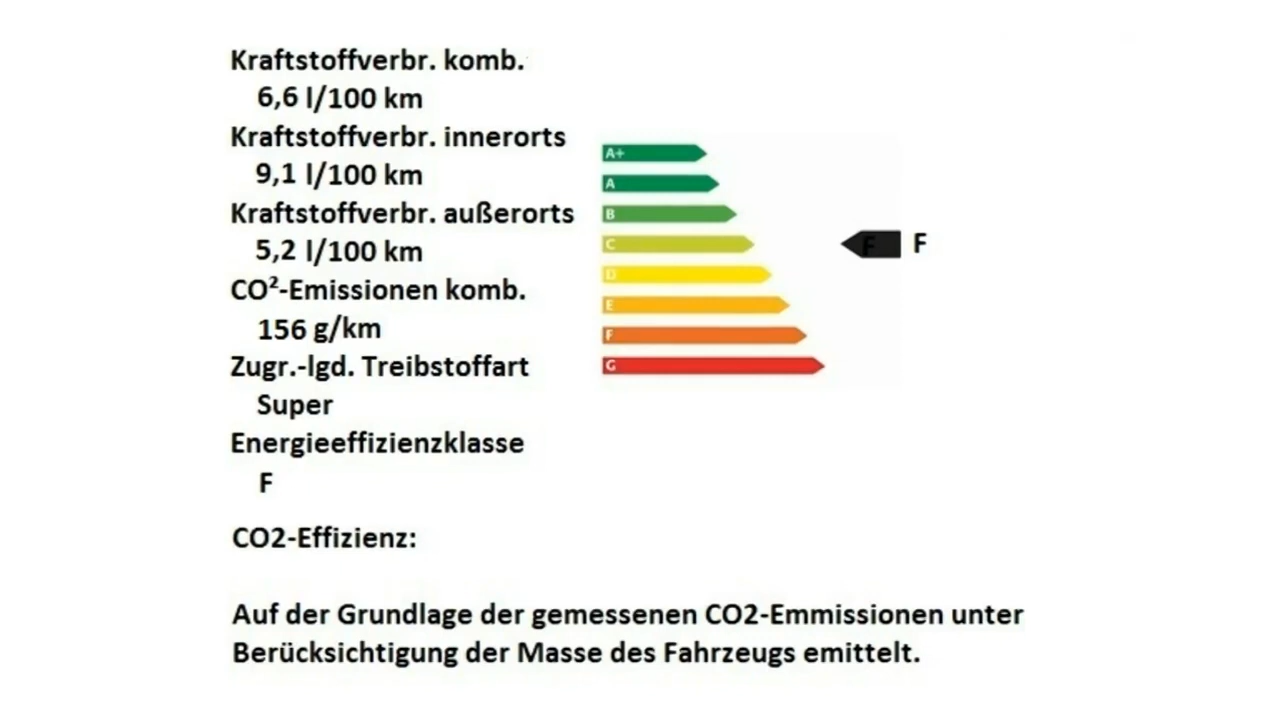 Kraftstoffverbr. komb.
6,6 l/100 km
Kraftstoffverbr. innerorts
9,1 l/100 km
Kraftstoffverbr. außerorts
5,2 l/100 km
CO²-Emissionen komb.
156 g/km
Zugr.-lgd. Treibstoffart
Super
Energieeffizienzklasse
F
A+
A
B
C
D
E
F
G
F F
CO2-Effizienz:
Auf der Grundlage der gemessenen CO2-Emmissionen unter
Berücksichtigung der Masse des Fahrzeugs emittelt.